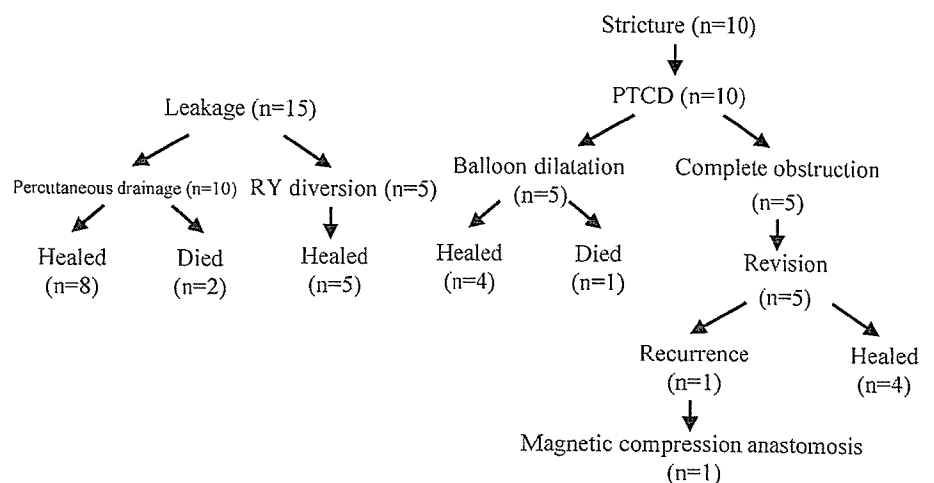 Leakage (n=15)
Percutaneous drainage (n=10)
RY diversion (n=5)
Healed
(n=8)
Died
(n=2)
Healed
(n=5)
Stricture (n=10)
PTCD (n=10)
Balloon dilatation
(n=5)
Complete obstruction
(n=5)
Healed
(n=4)
Died
(n=1)
Revision
(n=5)
Recurrence
(n=1)
Healed
(n=4)
Magnetic compression anastomosis
(n=1)